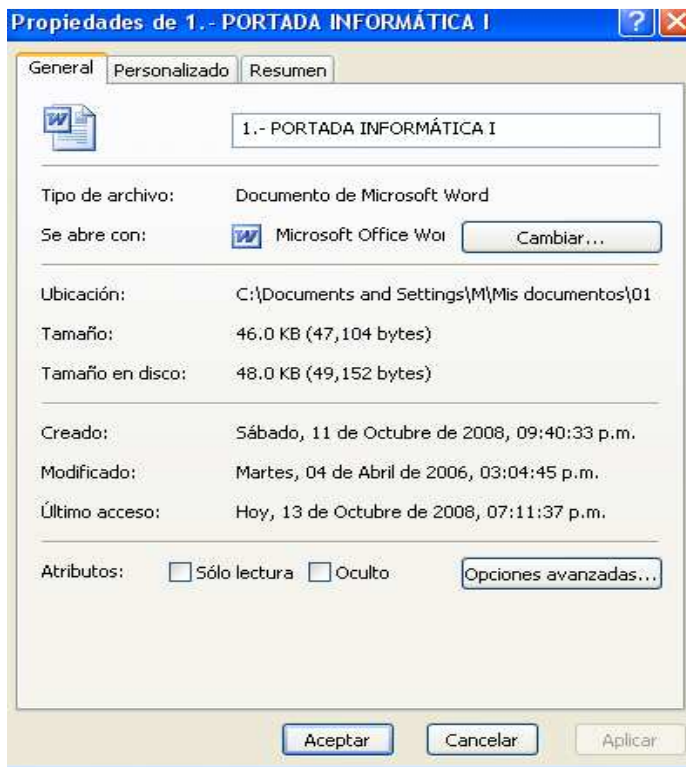 Propiedades de 1.- PORTADA INFORMÁTICA I
General Personalizado Resumen
1.- PORTADA INFORMÁTICA I
Tipo de archivo: Documento de Microsoft Word
Se abre con: Microsoft Office Wor Cambiar...
Ubicación: C:\Documents and Settings\M\Mis documentos\01
Tamaño: 46.0 KB (47,104 bytes)
Tamaño en disco: 48.0 KB (49,152 bytes)
Creado: Sábado, 11 de Octubre de 2008, 09:40:33 p.m.
Modificado: Martes, 04 de Abril de 2006, 03:04:45 p.m.
Último acceso: Hoy, 13 de Octubre de 2008, 07:11:37 p.m.
Atributos: Sólo lectura Oculto Opciones avanzadas...
Aceptar Cancelar Aplicar